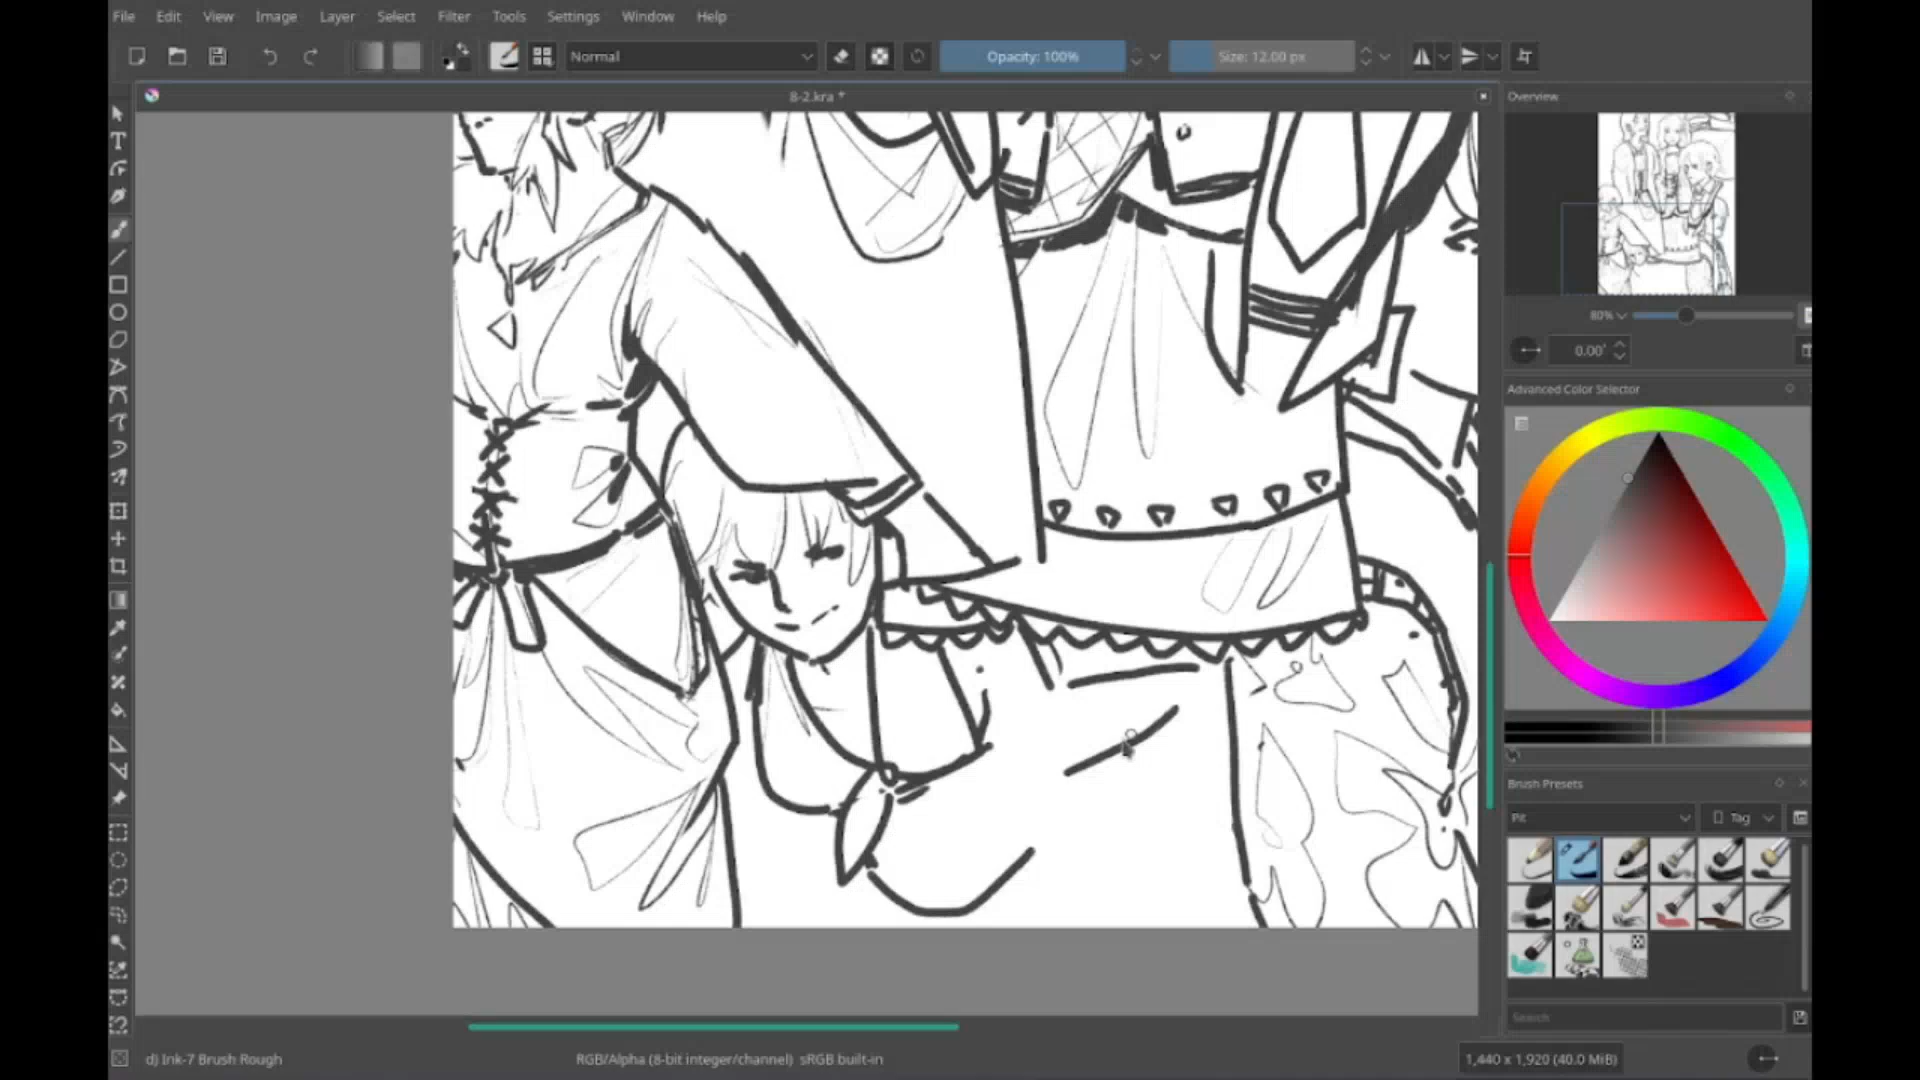 File Edit View Image Layer Select Filter Tools Settings Window Help
Normal
Opacity: 100%
Size: 12.00 px
8-2.kra *
Overview
80%
0.00°
Advanced Color Selector
Brush Presets
Pit
Tag
Search
d) Ink-7 Brush Rough
RGB/Alpha (8-bit integer/channel) sRGB built-in
1,440 x 1,920 (40.0 MiB)